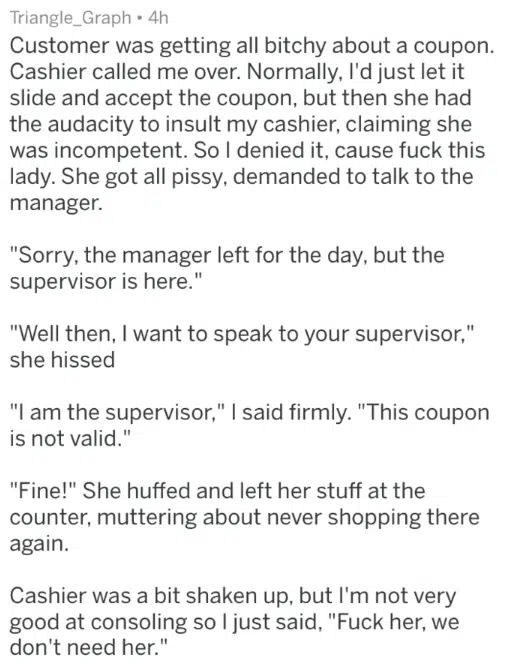 Triangle_Graph • 4h
Customer was getting all bitchy about a coupon.
Cashier called me over. Normally, I'd just let it
slide and accept the coupon, but then she had
the audacity to insult my cashier, claiming she
was incompetent. So I denied it, cause fuck this
lady. She got all pissy, demanded to talk to the
manager.
"Sorry, the manager left for the day, but the
supervisor is here."
"Well then, I want to speak to your supervisor,"
she hissed
"I am the supervisor," I said firmly. "This coupon
is not valid."
"Fine!" She huffed and left her stuff at the
counter, muttering about never shopping there
again.
Cashier was a bit shaken up, but I'm not very
good at consoling so I just said, "Fuck her, we
don't need her."